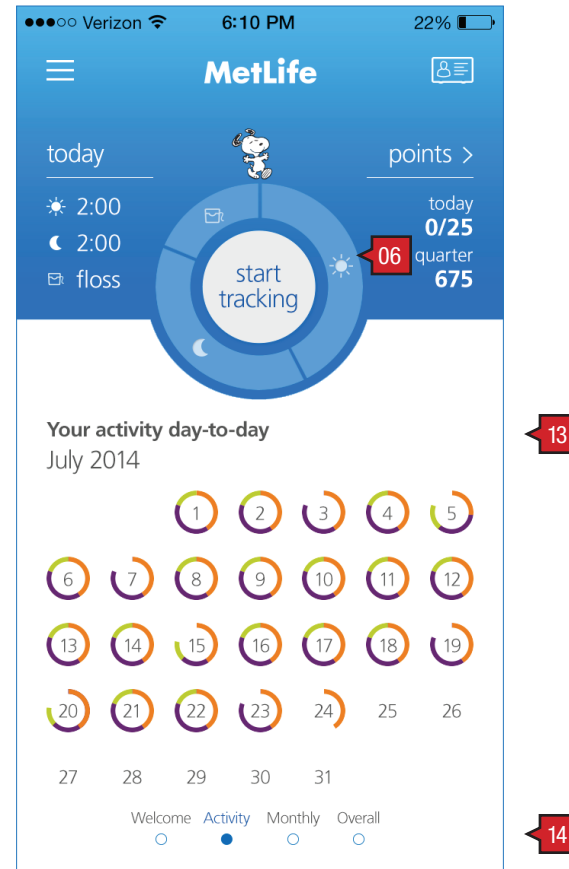 Verizon 6:10 PM 22%
MetLife
today
points >
2:00
2:00
floss
start
tracking
today
0/25
quarter
675
06
Your activity day-to-day
July 2014
13
1 2 3 4 5
6 7 8 9 10 11 12
13 14 15 16 17 18 19
20 21 22 23 24 25 26
27 28 29 30 31
Welcome Activity Monthly Overall
14